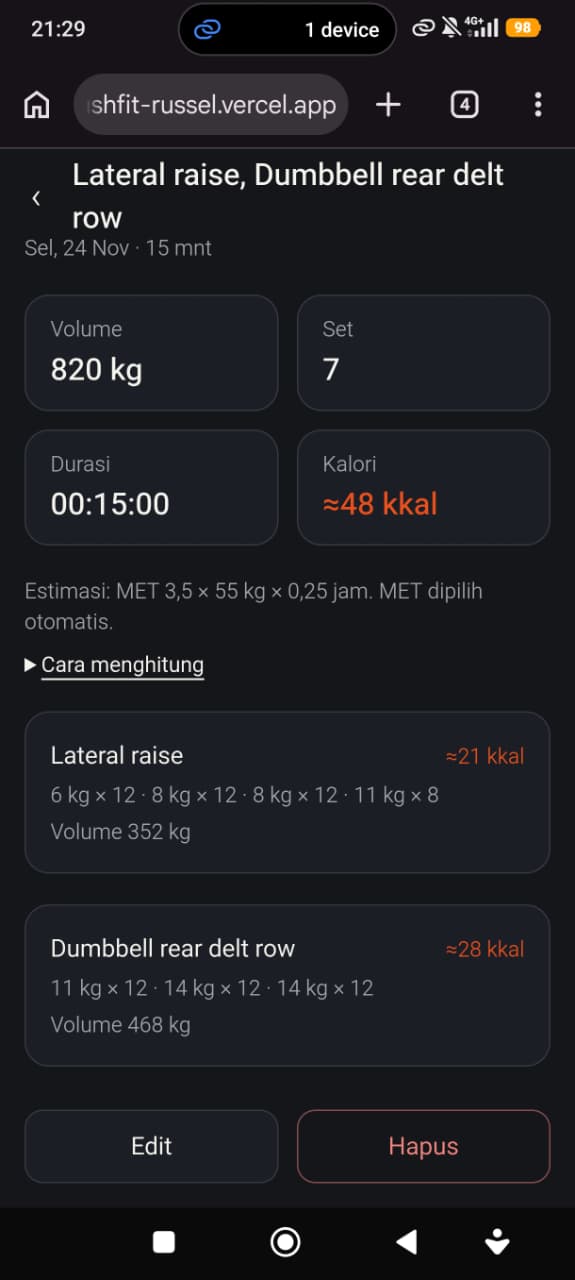 21:29
1 device
4G+
98
shfit-russel.vercel.app
4
Lateral raise, Dumbbell rear delt
row
Sel, 24 Nov · 15 mnt
Volume
820 kg
Set
7
Durasi
00:15:00
Kalori
≈48 kkal
Estimasi: MET 3,5 × 55 kg × 0,25 jam. MET dipilih
otomatis.
Cara menghitung
Lateral raise
≈21 kkal
6 kg × 12 · 8 kg × 12 · 8 kg × 12 · 11 kg × 8
Volume 352 kg
Dumbbell rear delt row
≈28 kkal
11 kg × 12 · 14 kg × 12 · 14 kg × 12
Volume 468 kg
Edit
Hapus